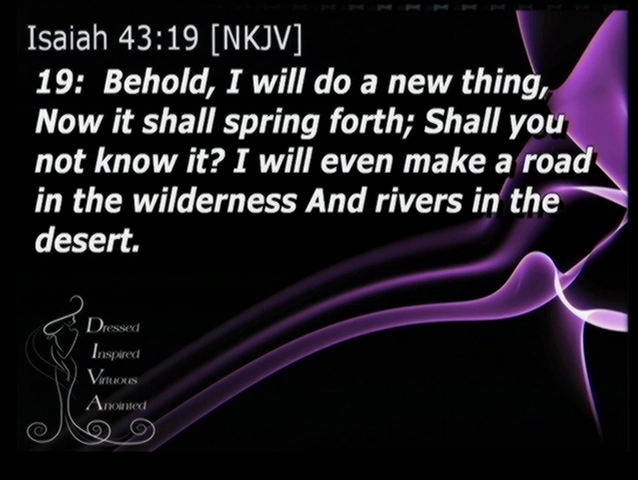 Isaiah 43:19 [NKJV]
19:  Behold, I will do a new thing,
Now it shall spring forth; Shall you
not know it? I will even make a road
in the wilderness And rivers in the
desert.
Dressed
Inspired
Virtuous
Anointed